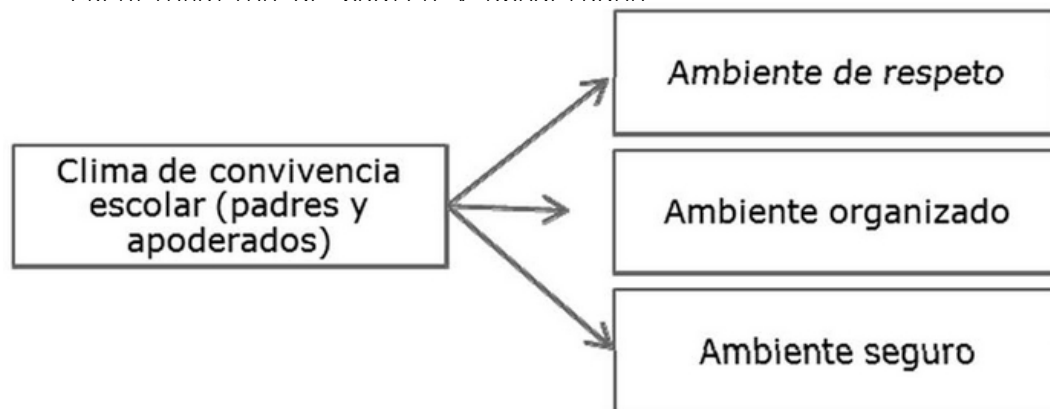 Clima de convivencia
escolar (padres y
apoderados)
Ambiente de respeto
Ambiente organizado
Ambiente seguro